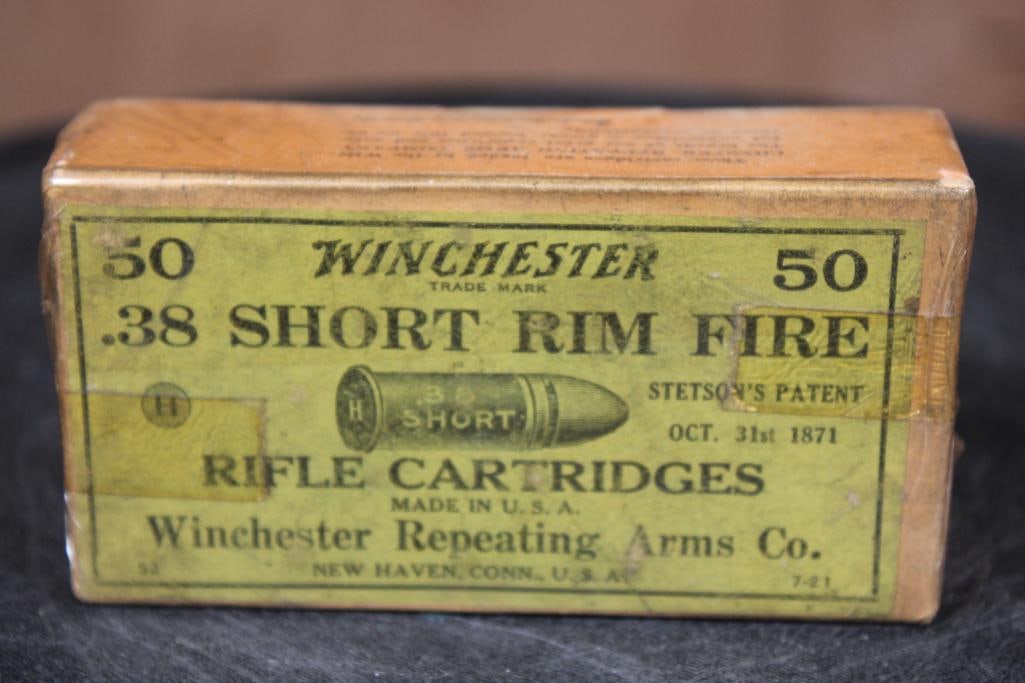 50 WINCHESTER 50
TRADE MARK
.38 SHORT RIM FIRE
H
H
.38
SHORT
STETSON'S PATENT
OCT. 31st 1871
RIFLE CARTRIDGES
MADE IN U.S.A.
Winchester Repeating Arms Co.
52 NEW HAVEN, CONN., U.S.A. 7-21